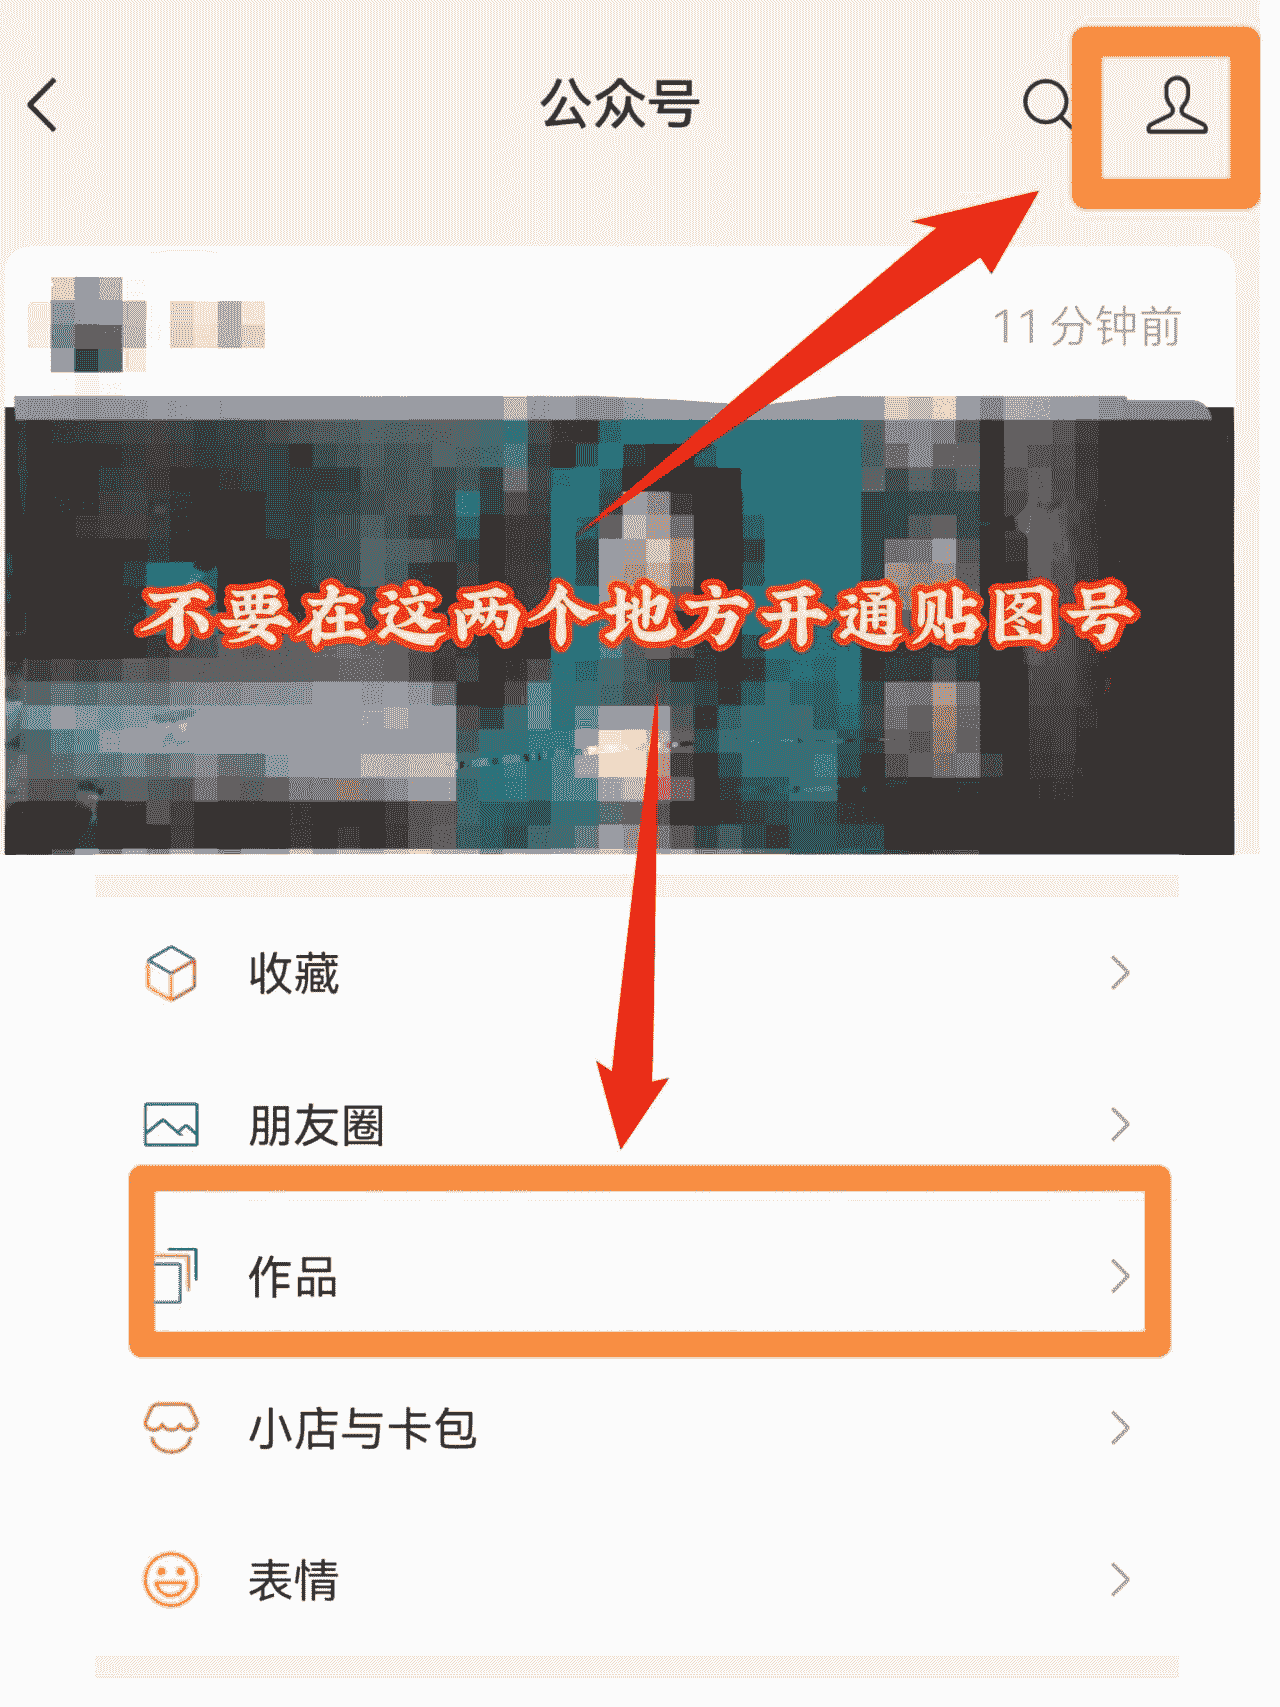 公众号
11分钟前
不要在这两个地方开通贴图号
收藏
朋友圈
作品
小店与卡包
表情